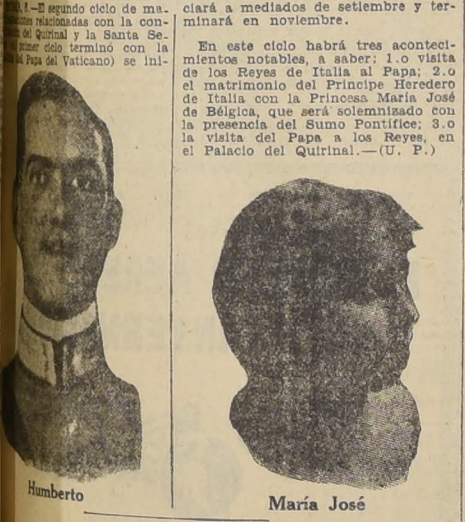 8.—El segundo ciclo de ma-
relacionadas con la con-
del Quirinal y la Santa Se-
primer ciclo terminó con la
del Papa del Vaticano) se ini-
ciará a mediados de setiembre y ter-
minará en noviembre.
En este ciclo habrá tres aconteci-
mientos notables, a saber; 1.o visita
de los Reyes de Italia al Papa; 2.o
el matrimonio del Príncipe Heredero
de Italia con la Princesa María José
de Bélgica, que será solemnizado con
la presencia del Sumo Pontífice; 3.o
la visita del Papa a los Reyes, en
el Palacio del Quirinal.—(U. P.)
Humberto
María José